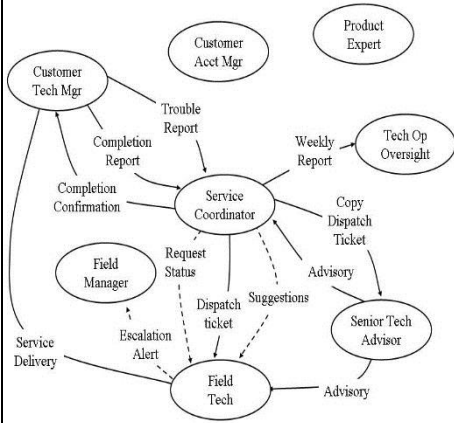 Product
Expert
Customer
Acct Mgr
Customer
Tech Mgr
Trouble
Report
Completion
Report
Weekly
Report
Tech Op
Oversight
Completion
Confirmation
Service
Coordinator
Copy
Dispatch
Ticket
Request
Status
Field
Manager
Advisory
Dispatch
ticket
Suggestions
Escalation
Alert
Senior Tech
Advisor
Service
Delivery
Field
Tech
Advisory